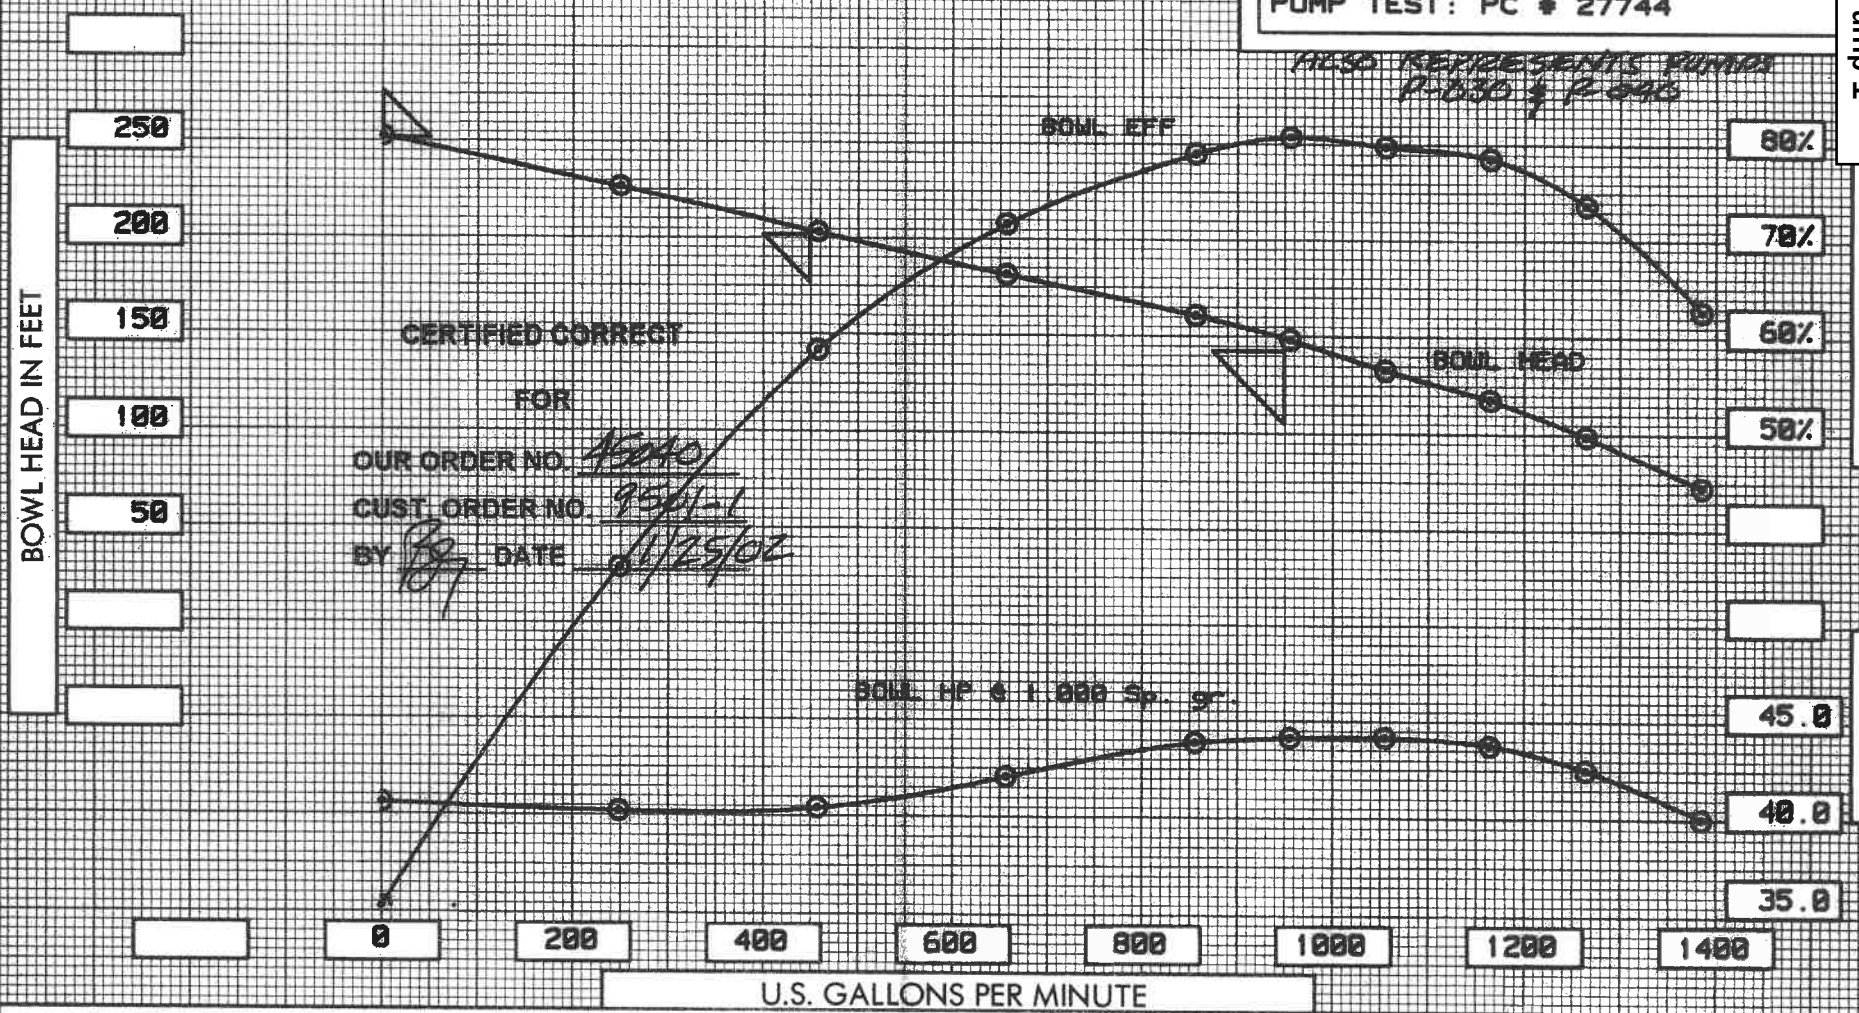 PUMP TEST: PC # 27744
ALSO REPRESENTS PUMPS
P-030 & P-040
BOWL EFF
250
200
150
100
50
BOWL HEAD IN FEET
80%
70%
60%
50%
CERTIFIED CORRECT
FOR
OUR ORDER NO. 45040
CUST. ORDER NO. 9501-1
BY DATE 1/25/02
BOWL HEAD
BOWL HP @ 1.000 Sp. gr.
45.0
40.0
35.0
0 200 400 600 800 1000 1200 1400
U.S. GALLONS PER MINUTE